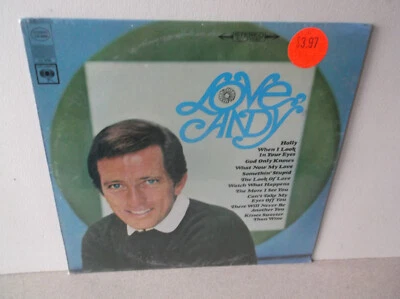 STEREO
$3.97
LOVE,
ANDY
Holly
When I Look
In Your Eyes
God Only Knows
What Now My Love
Somethin' Stupid
The Look Of Love
Watch What Happens
The More I See You
Can't Take My
Eyes Off You
There Will Never Be
Another You
Kisses Sweeter
Than Wine